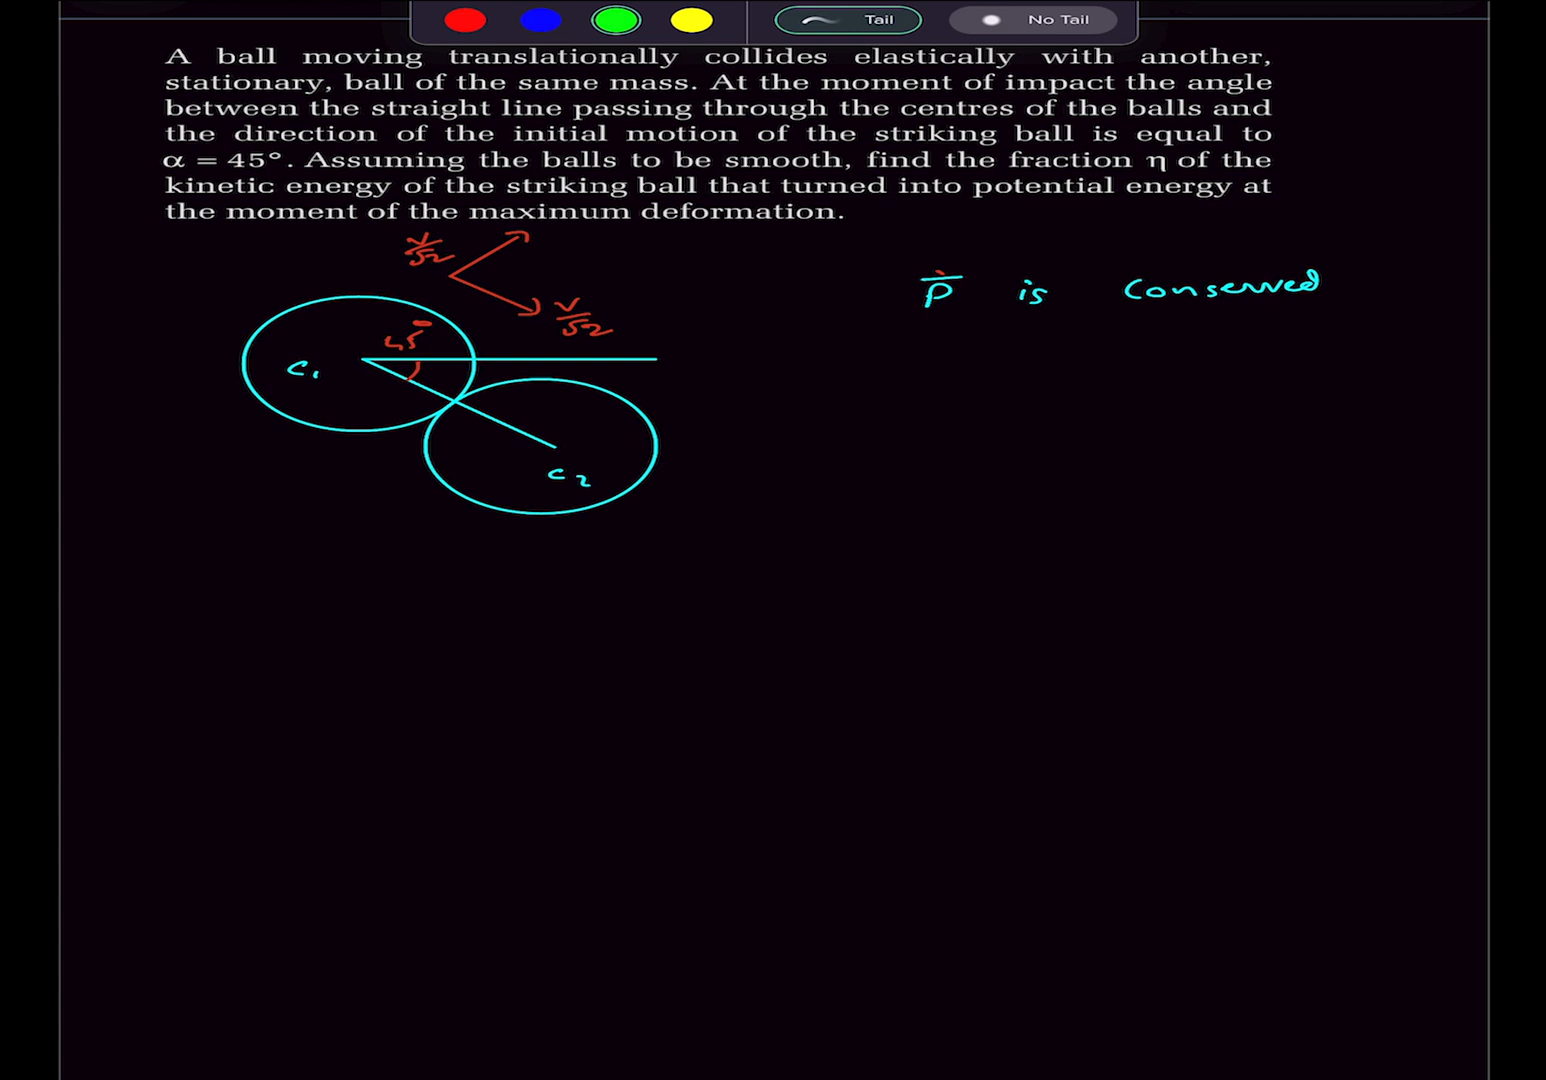 Tail No Tail
A ball moving translationally collides elastically with another,
stationary, ball of the same mass. At the moment of impact the angle
between the straight line passing through the centres of the balls and
the direction of the initial motion of the striking ball is equal to
α = 45°. Assuming the balls to be smooth, find the fraction η of the
kinetic energy of the striking ball that turned into potential energy at
the moment of the maximum deformation.
v/√2
v/√2
P is conserved
45°
C1
C2